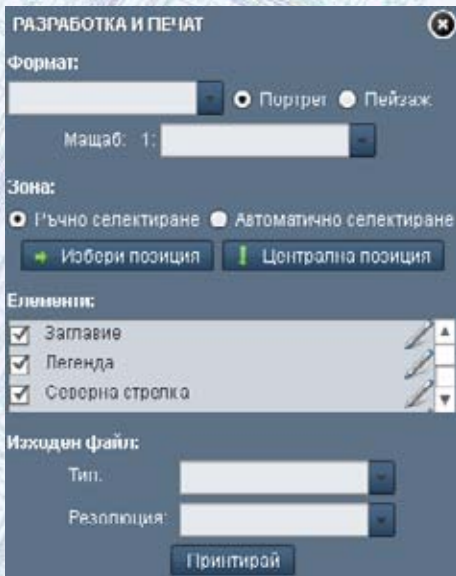 РАЗРАБОТКА И ПЕЧАТ
Формат:
Портрет Пейзаж
Мащаб: 1:
Зона:
Ръчно селектиране Автоматично селектиране
Избери позиция Централна позиция
Елементи:
Заглавие
Легенда
Северна стрелка
Изходен файл:
Тип:
Резолюция:
Принтирай